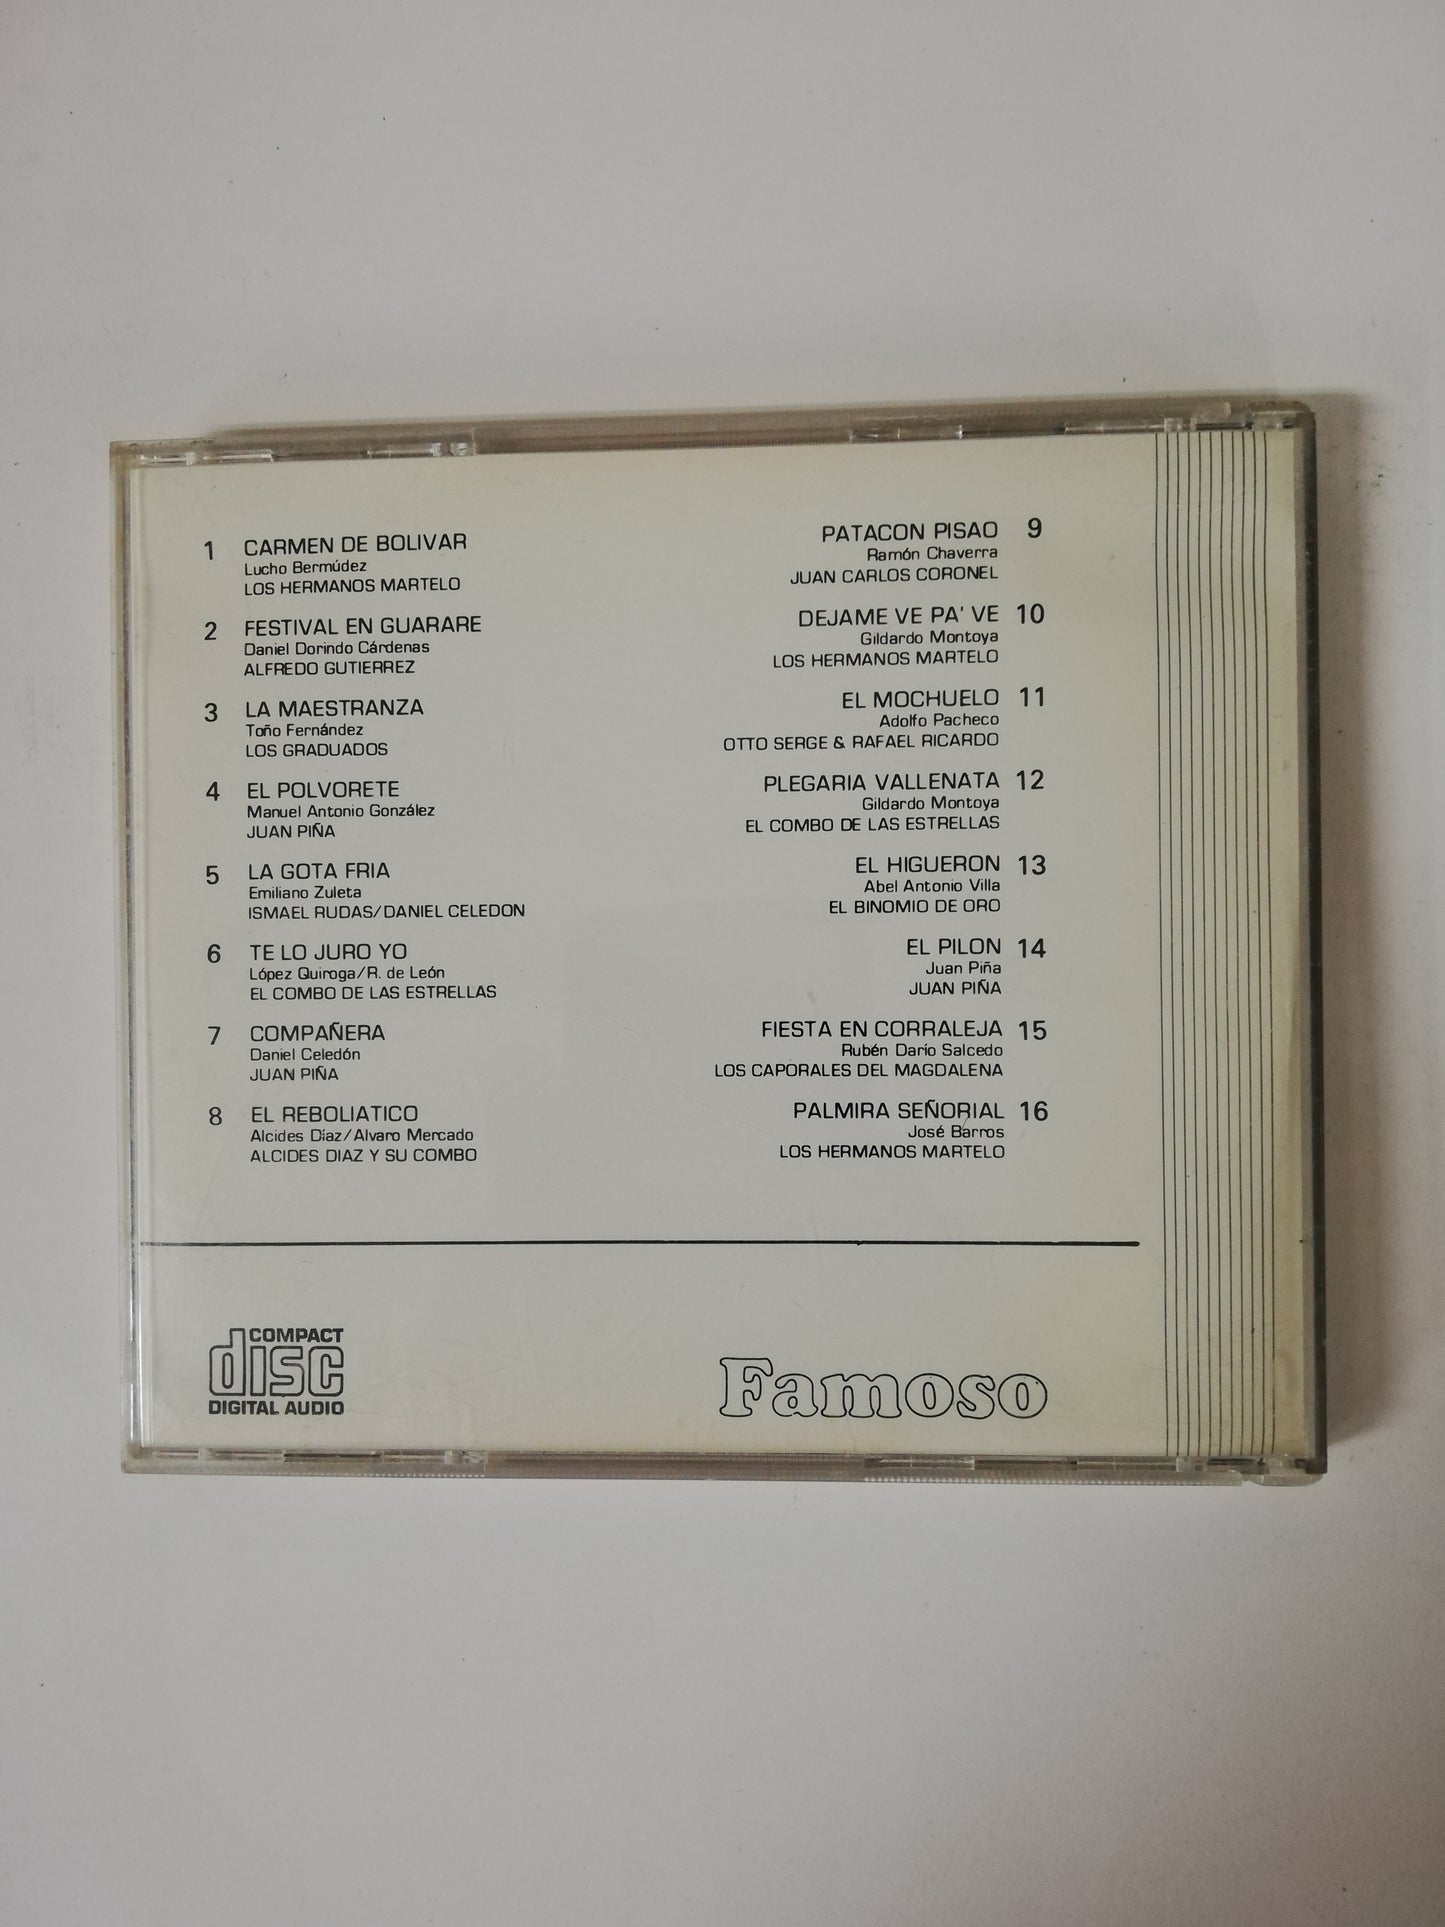 1 CARMEN DE BOLIVAR
Lucho Bermúdez
LOS HERMANOS MARTELO
2 FESTIVAL EN GUARARE
Daniel Dorindo Cárdenas
ALFREDO GUTIERREZ
3 LA MAESTRANZA
Toño Fernández
LOS GRADUADOS
4 EL POLVORETE
Manuel Antonio González
JUAN PIÑA
5 LA GOTA FRIA
Emiliano Zuleta
ISMAEL RUDAS/DANIEL CELEDON
6 TE LO JURO YO
López Quiroga/R. de León
EL COMBO DE LAS ESTRELLAS
7 COMPAÑERA
Daniel Celedón
JUAN PIÑA
8 EL REBOLIATICO
Alcides Díaz/Alvaro Mercado
ALCIDES DIAZ Y SU COMBO
PATACON PISAO 9
Ramón Chaverra
JUAN CARLOS CORONEL
DEJAME VE PA' VE 10
Gildardo Montoya
LOS HERMANOS MARTELO
EL MOCHUELO 11
Adolfo Pacheco
OTTO SERGE & RAFAEL RICARDO
PLEGARIA VALLENATA 12
Gildardo Montoya
EL COMBO DE LAS ESTRELLAS
EL HIGUERON 13
Abel Antonio Villa
EL BINOMIO DE ORO
EL PILON 14
Juan Piña
JUAN PIÑA
FIESTA EN CORRALEJA 15
Rubén Darío Salcedo
LOS CAPORALES DEL MAGDALENA
PALMIRA SEÑORIAL 16
José Barros
LOS HERMANOS MARTELO
COMPACT
disc
DIGITAL AUDIO
Famoso